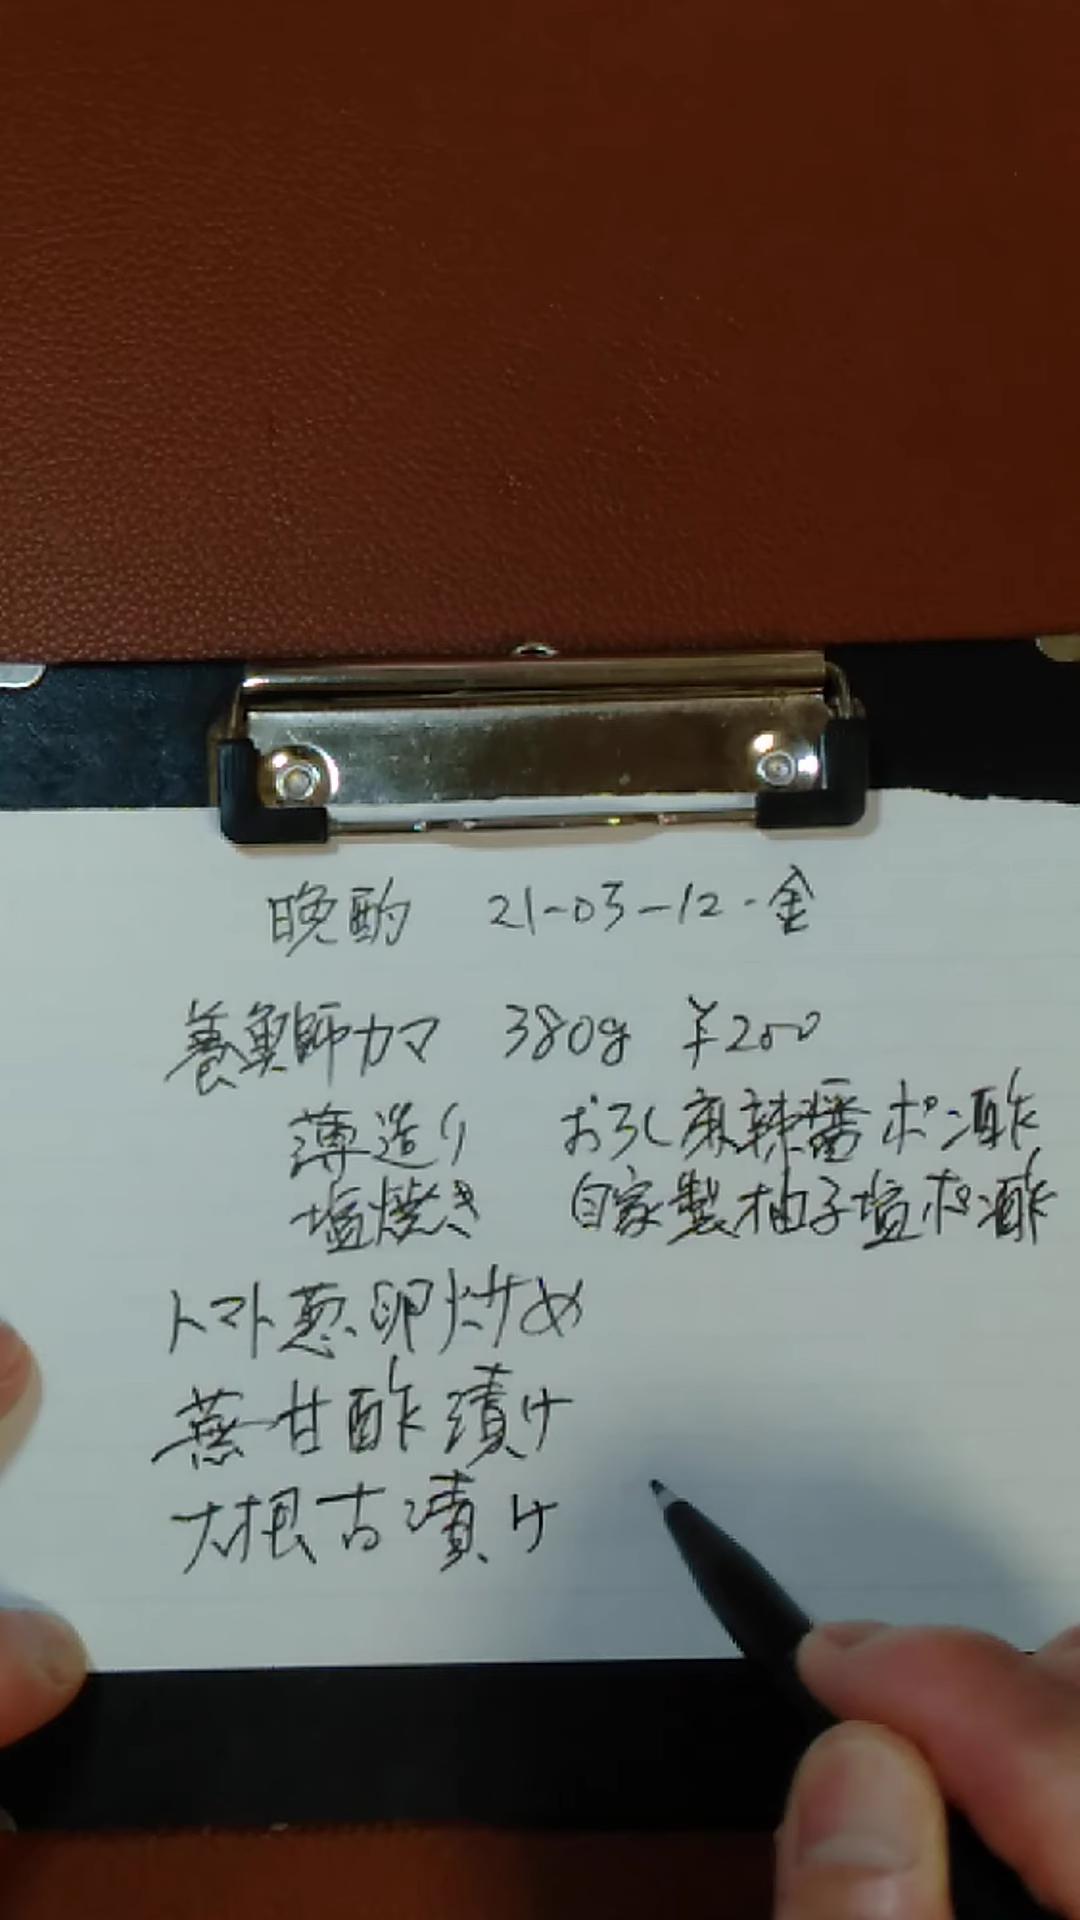 晩酌 21-03-12・金
養魚師カマ 380g ¥200
薄造り おろし麻辣醤ポン酢
塩焼き 自家製柚子塩ポン酢
トマト葱卵炒め
蕪甘酢漬け
大根古漬け